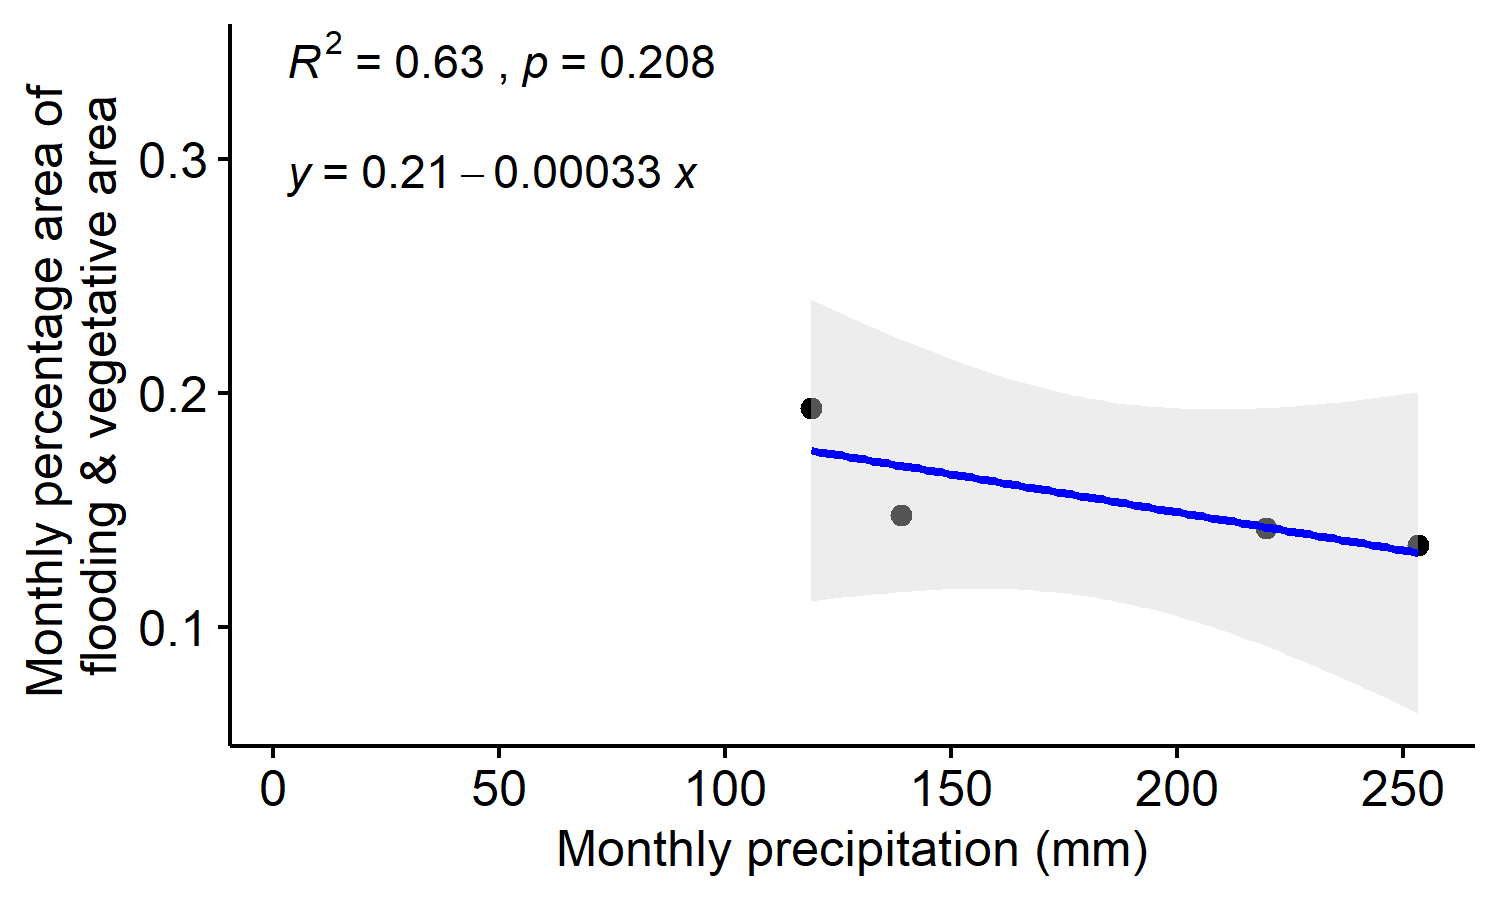 R² = 0.63 , p = 0.208
y = 0.21 – 0.00033 x
Monthly percentage area of
flooding & vegetative area
0.3
0.2
0.1
0 50 100 150 200 250
Monthly precipitation (mm)